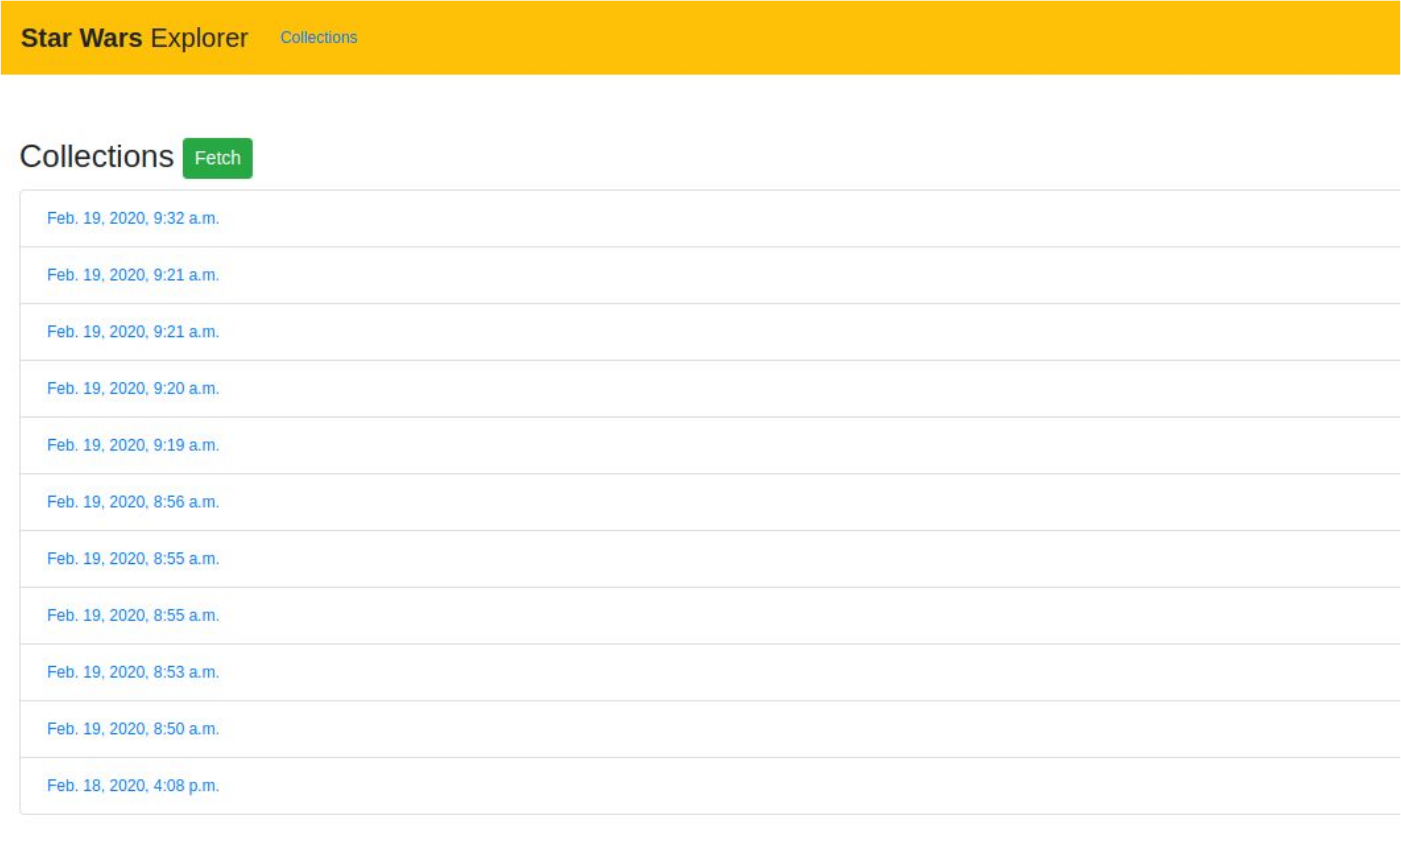 Star Wars Explorer Collections
Collections Fetch
Feb. 19, 2020, 9:32 a.m.
Feb. 19, 2020, 9:21 a.m.
Feb. 19, 2020, 9:21 a.m.
Feb. 19, 2020, 9:20 a.m.
Feb. 19, 2020, 9:19 a.m.
Feb. 19, 2020, 8:56 a.m.
Feb. 19, 2020, 8:55 a.m.
Feb. 19, 2020, 8:55 a.m.
Feb. 19, 2020, 8:53 a.m.
Feb. 19, 2020, 8:50 a.m.
Feb. 18, 2020, 4:08 p.m.